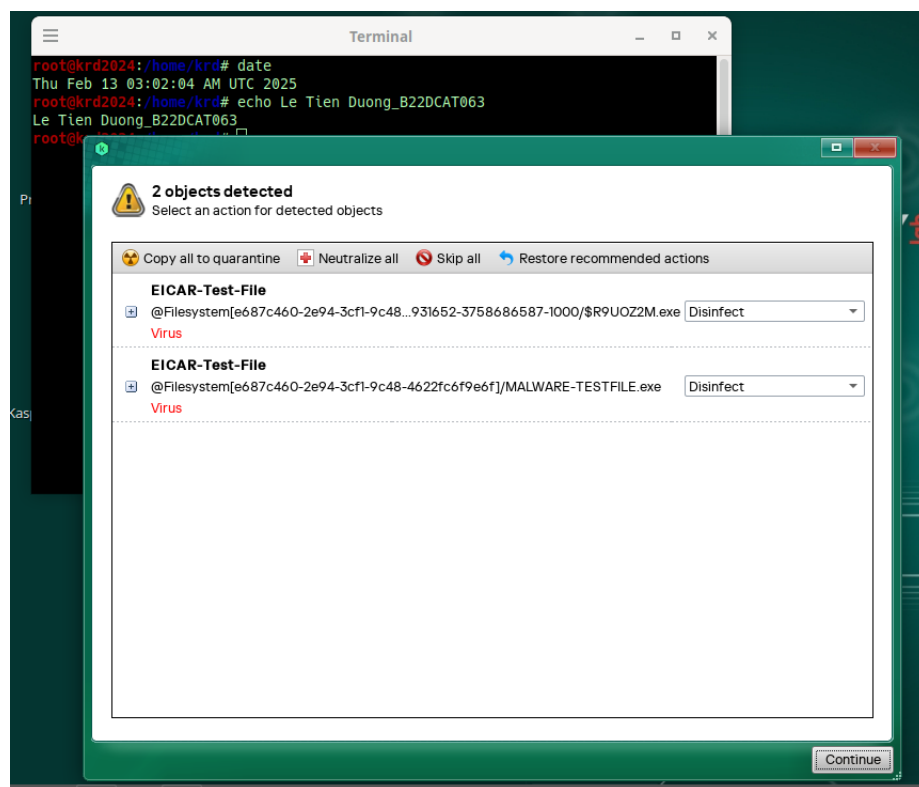 Terminal
root@krd2024:/home/krd# date
Thu Feb 13 03:02:04 AM UTC 2025
root@krd2024:/home/krd# echo Le Tien Duong_B22DCAT063
Le Tien Duong_B22DCAT063
2 objects detected
Select an action for detected objects
Copy all to quarantine Neutralize all Skip all Restore recommended actions
EICAR-Test-File
@Filesystem[e687c460-2e94-3cf1-9c48...931652-3758686587-1000/$R9UOZ2M.exe Disinfect
Virus
EICAR-Test-File
@Filesystem[e687c460-2e94-3cf1-9c48-4622fc6f9e6f]/MALWARE-TESTFILE.exe Disinfect
Virus
Continue